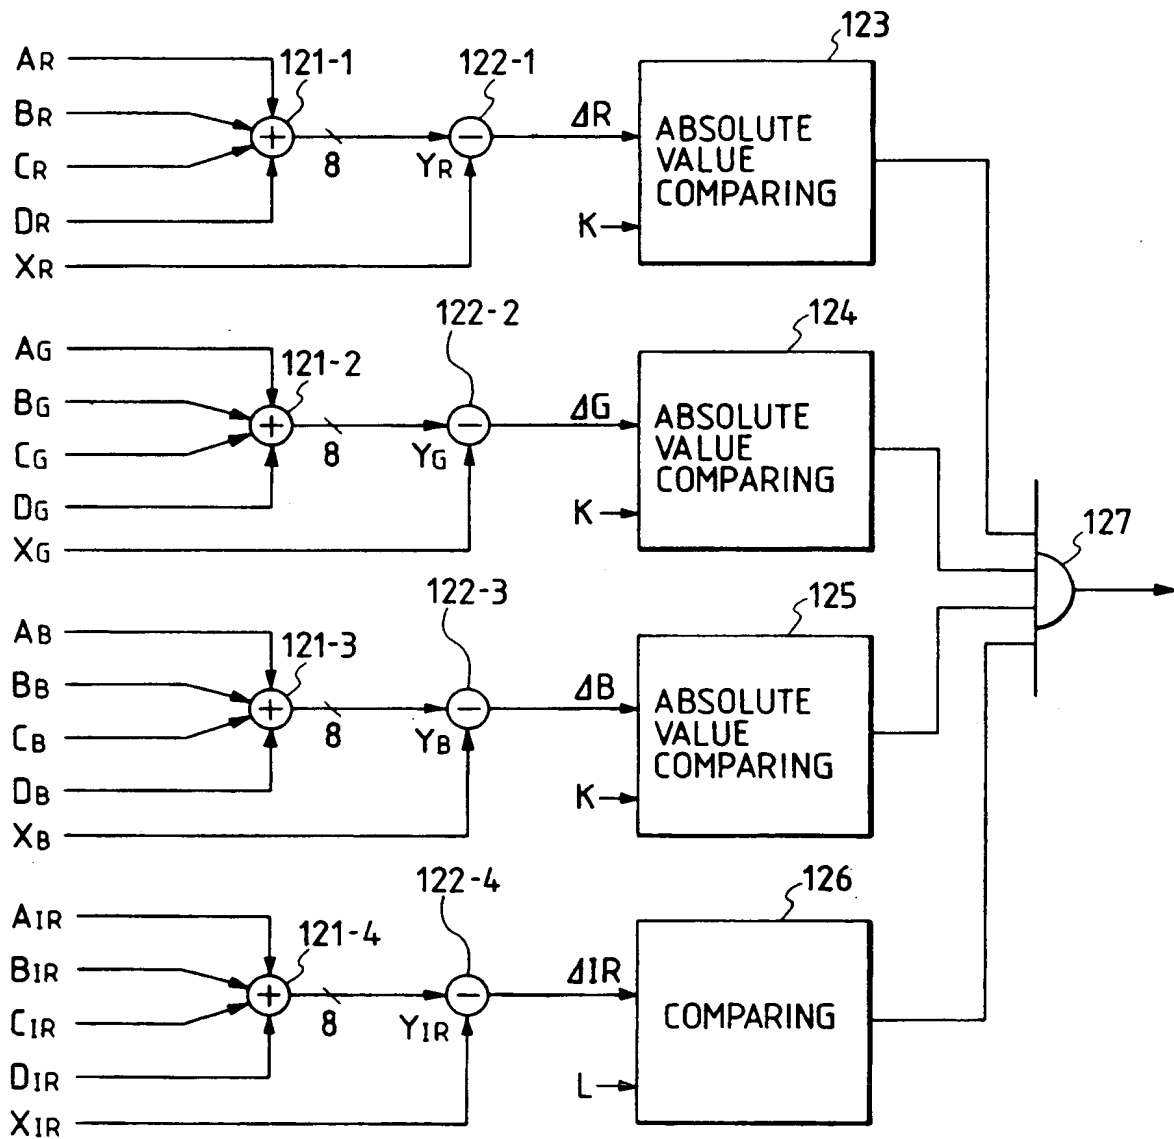 AR
BR
CR
DR
XR
121-1
8
YR
122-1
ΔR
K
123
ABSOLUTE
VALUE
COMPARING
AG
BG
CG
DG
XG
121-2
8
YG
122-2
ΔG
K
124
ABSOLUTE
VALUE
COMPARING
127
AB
BB
CB
DB
XB
121-3
8
YB
122-3
ΔB
K
125
ABSOLUTE
VALUE
COMPARING
AIR
BIR
CIR
DIR
XIR
121-4
8
YIR
122-4
ΔIR
L
126
COMPARING